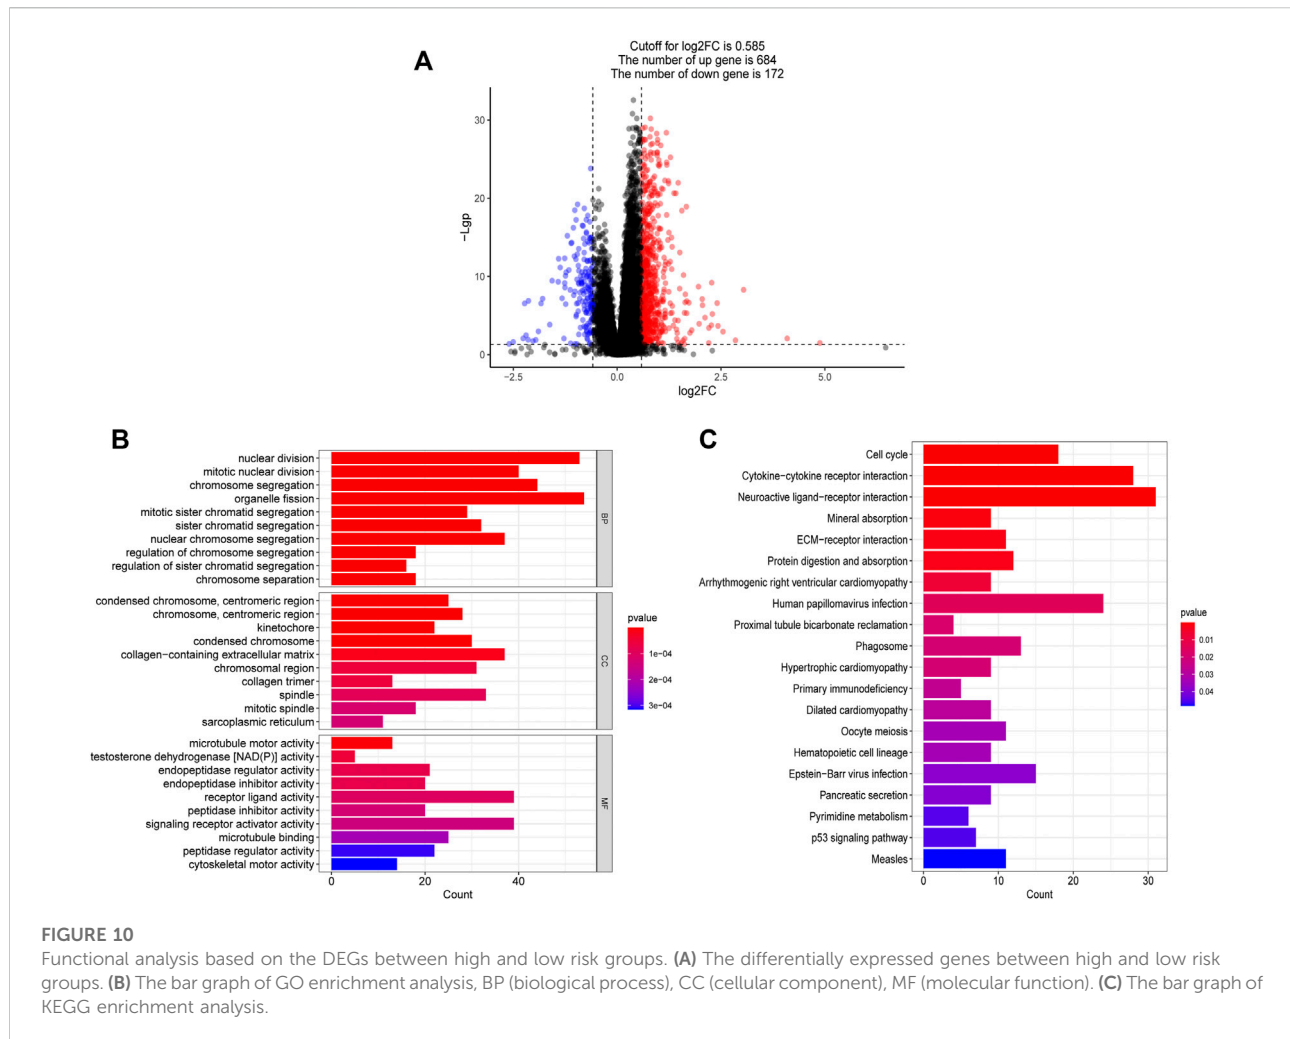 A
Cutoff for log2FC is 0.585
The number of up gene is 684
The number of down gene is 172
30
20
10
0
−Lgp
−2.5
0.0
2.5
5.0
log2FC
B
nuclear division
mitotic nuclear division
chromosome segregation
organelle fission
mitotic sister chromatid segregation
sister chromatid segregation
nuclear chromosome segregation
regulation of chromosome segregation
regulation of sister chromatid segregation
chromosome separation
BP
condensed chromosome, centromeric region
chromosome, centromeric region
kinetochore
condensed chromosome
collagen−containing extracellular matrix
chromosomal region
collagen trimer
spindle
mitotic spindle
sarcoplasmic reticulum
CC
microtubule motor activity
testosterone dehydrogenase [NAD(P)] activity
endopeptidase regulator activity
endopeptidase inhibitor activity
receptor ligand activity
peptidase inhibitor activity
signaling receptor activator activity
microtubule binding
peptidase regulator activity
cytoskeletal motor activity
MF
0
20
40
Count
pvalue
1e−04
2e−04
3e−04
C
Cell cycle
Cytokine−cytokine receptor interaction
Neuroactive ligand−receptor interaction
Mineral absorption
ECM−receptor interaction
Protein digestion and absorption
Arrhythmogenic right ventricular cardiomyopathy
Human papillomavirus infection
Proximal tubule bicarbonate reclamation
Phagosome
Hypertrophic cardiomyopathy
Primary immunodeficiency
Dilated cardiomyopathy
Oocyte meiosis
Hematopoietic cell lineage
Epstein−Barr virus infection
Pancreatic secretion
Pyrimidine metabolism
p53 signaling pathway
Measles
0
10
20
30
Count
pvalue
0.01
0.02
0.03
0.04
FIGURE 10
Functional analysis based on the DEGs between high and low risk groups. (A) The differentially expressed genes between high and low risk
groups. (B) The bar graph of GO enrichment analysis, BP (biological process), CC (cellular component), MF (molecular function). (C) The bar graph of
KEGG enrichment analysis.